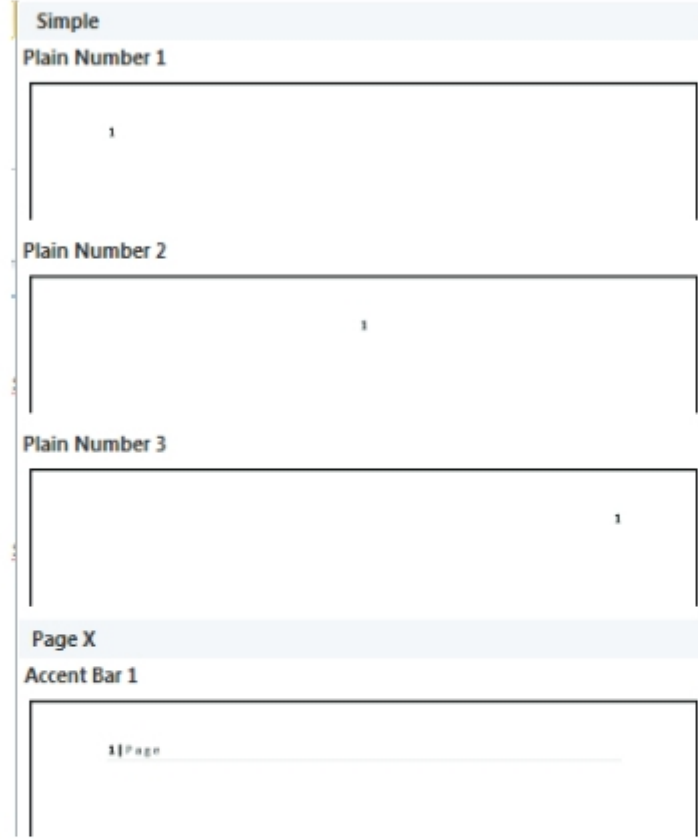 Simple
Plain Number 1
1
Plain Number 2
1
Plain Number 3
1
Page X
Accent Bar 1
1|Page